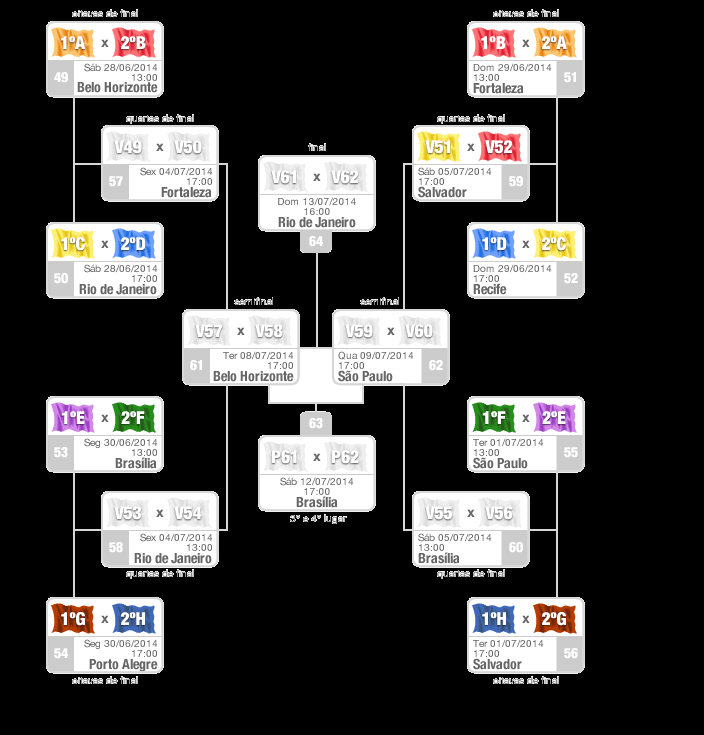 oitavas de final
1ºA x 2ºB
49
Sáb 28/06/2014
13:00
Belo Horizonte
oitavas de final
1ºB x 2ºA
Dom 29/06/2014
13:00
Fortaleza
51
quartas de final
V49 x V50
57
Sex 04/07/2014
17:00
Fortaleza
final
V61 x V62
Dom 13/07/2014
16:00
Rio de Janeiro
64
quartas de final
V51 x V52
Sáb 05/07/2014
17:00
Salvador
59
1ºC x 2ºD
50
Sáb 28/06/2014
17:00
Rio de Janeiro
1ºD x 2ºC
Dom 29/06/2014
17:00
Recife
52
semifinal
V57 x V58
61
Ter 08/07/2014
17:00
Belo Horizonte
semifinal
V59 x V60
Qua 09/07/2014
17:00
São Paulo
62
1ºE x 2ºF
53
Seg 30/06/2014
13:00
Brasília
63
P61 x P62
Sáb 12/07/2014
17:00
Brasília
3° e 4° lugar
1ºF x 2ºE
Ter 01/07/2014
13:00
São Paulo
55
V53 x V54
58
Sex 04/07/2014
13:00
Rio de Janeiro
quartas de final
V55 x V56
Sáb 05/07/2014
13:00
Brasília
60
quartas de final
1ºG x 2ºH
54
Seg 30/06/2014
17:00
Porto Alegre
oitavas de final
1ºH x 2ºG
Ter 01/07/2014
17:00
Salvador
56
oitavas de final